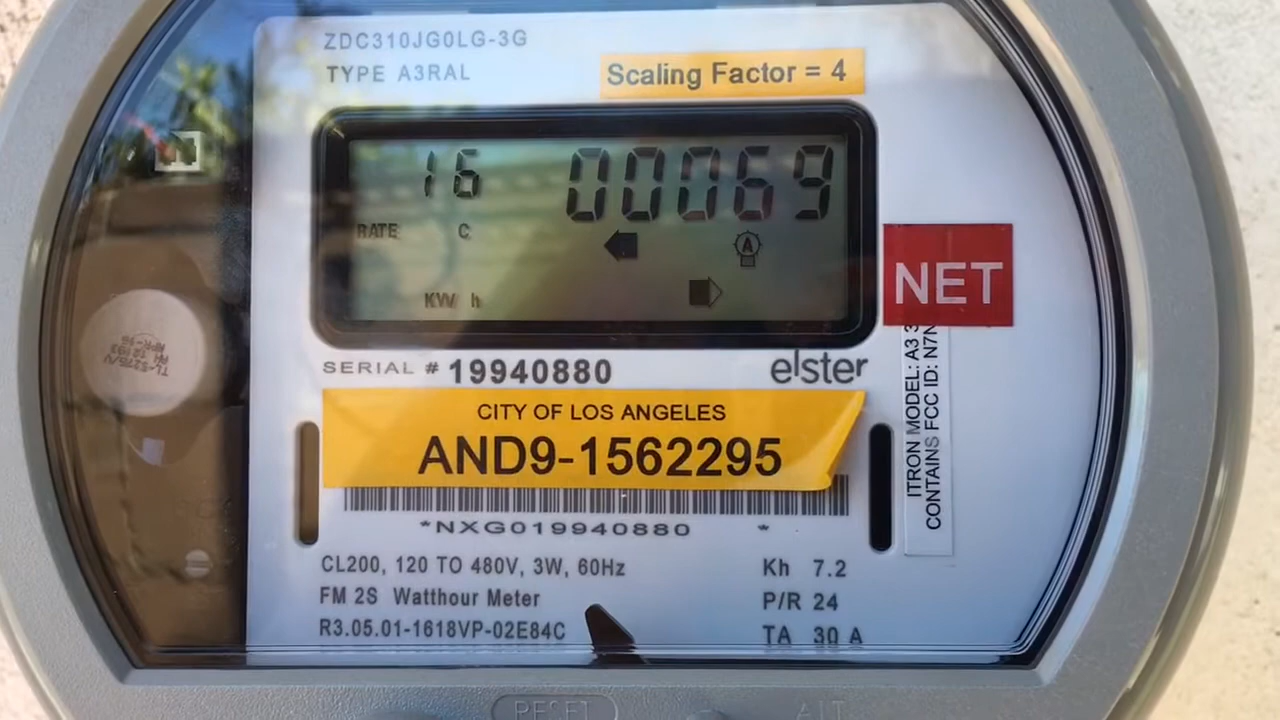 ZDC310JG0LG-3G
TYPE A3RAL
Scaling Factor = 4
16 00069
RATE C
A
KW h
NET
SERIAL # 19940880
elster
CITY OF LOS ANGELES
AND9-1562295
*NXG019940880 *
ITRON MODEL: A3
CONTAINS FCC ID: N7N
CL200, 120 TO 480V, 3W, 60Hz
Kh 7.2
FM 2S Watthour Meter
P/R 24
R3.05.01-1618VP-02E84C
TA 30 A
RESET
ALT